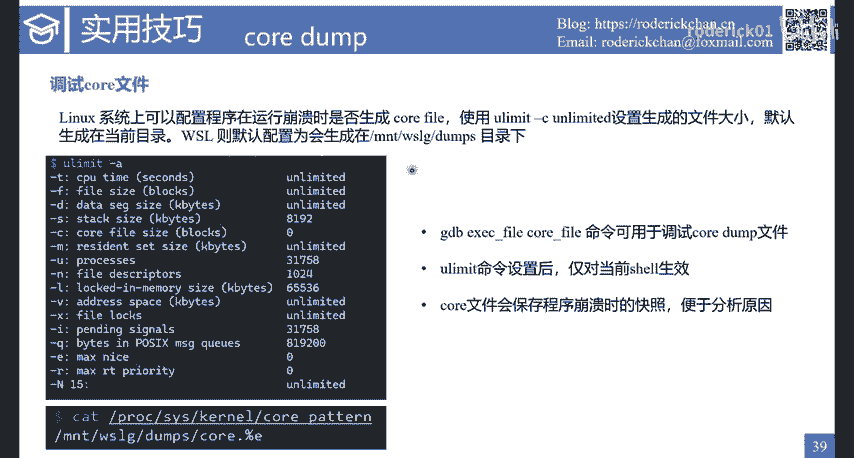 实用技巧
core dump
Blog: https://roderickchan.cn
Email: roderickchan@foxmail.com
roderick01
调试core文件
Linux 系统上可以配置程序在运行崩溃时是否生成 core file，使用 ulimit –c unlimited设置生成的文件大小，默认
生成在当前目录。WSL 则默认配置为会生成在/mnt/wslg/dumps 目录下
$ ulimit -a
-t: cpu time (seconds) unlimited
-f: file size (blocks) unlimited
-d: data seg size (kbytes) unlimited
-s: stack size (kbytes) 8192
-c: core file size (blocks) 0
-m: resident set size (kbytes) unlimited
-u: processes 31758
-n: file descriptors 1024
-l: locked-in-memory size (kbytes) 65536
-v: address space (kbytes) unlimited
-x: file locks unlimited
-i: pending signals 31758
-q: bytes in POSIX msg queues 819200
-e: max nice 0
-r: max rt priority 0
-N 15: unlimited
$ cat /proc/sys/kernel/core_pattern
/mnt/wslg/dumps/core.%e
• gdb exec_file core_file 命令可用于调试core dump文件
• ulimit命令设置后，仅对当前shell生效
• core文件会保存程序崩溃时的快照，便于分析原因
39